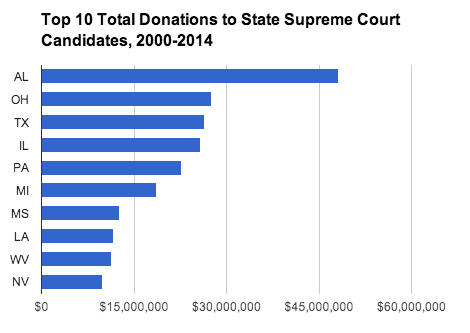 Top 10 Total Donations to State Supreme Court
Candidates, 2000-2014
AL
OH
TX
IL
PA
MI
MS
LA
WV
NV
$0 $15,000,000 $30,000,000 $45,000,000 $60,000,000